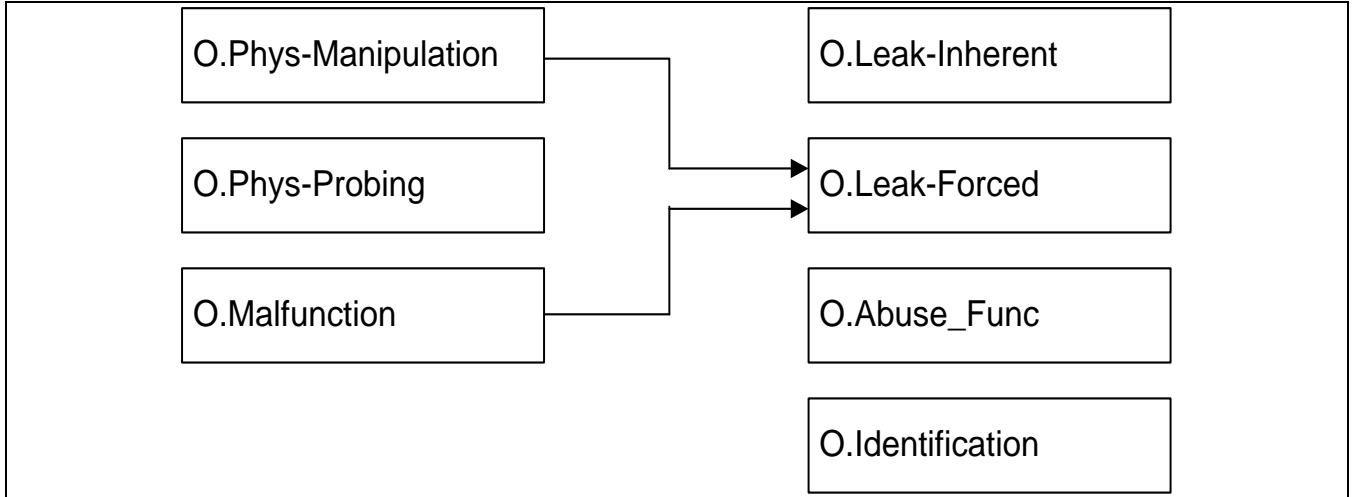 O.Phys-Manipulation
O.Leak-Inherent
O.Phys-Probing
O.Leak-Forced
O.Malfunction
O.Abuse_Func
O.Identification